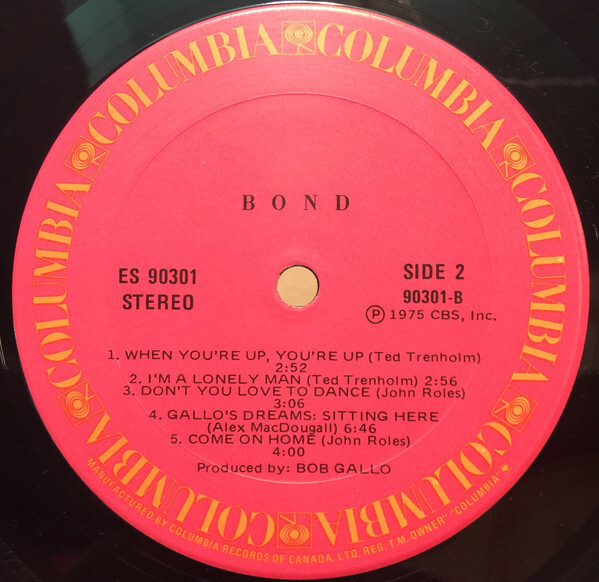 COLUMBIA COLUMBIA COLUMBIA COLUMBIA COLUMBIA COLUMBIA
BOND
ES 90301
STEREO
SIDE 2
90301-B
Ⓟ 1975 CBS, Inc.
1. WHEN YOU'RE UP, YOU'RE UP (Ted Trenholm)
2:52
2. I'M A LONELY MAN (Ted Trenholm) 2:56
3. DON'T YOU LOVE TO DANCE (John Roles)
3:06
4. GALLO'S DREAMS: SITTING HERE
(Alex MacDougall) 6:46
5. COME ON HOME (John Roles)
4:00
Produced by: BOB GALLO
MANUFACTURED BY COLUMBIA RECORDS OF CANADA, LTD. REG. T.M. OWNER "COLUMBIA"